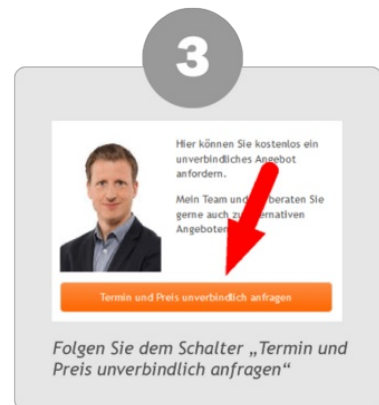 3
Hier können Sie kostenlos ein
unverbindliches Angebot
anfordern.
Mein Team und beraten Sie
gerne auch zu
Angeboten
Termin und Preis unverbindlich anfragen
Folgen Sie dem Schalter „Termin und
Preis unverbindlich anfragen“